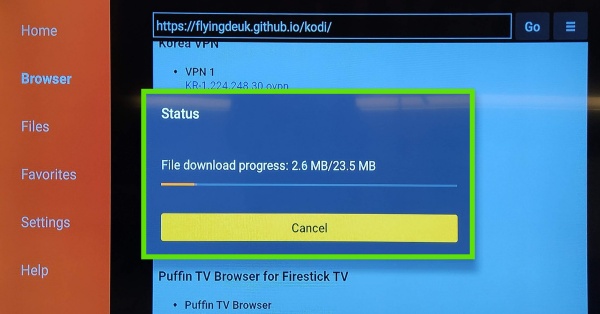 Home
Browser
Files
Favorites
Settings
Help
https://flyingdeuk.github.io/kodi/
Go
Korea VPN
• VPN 1
KR-1.224.248.30.ovpn
Status
File download progress: 2.6 MB/23.5 MB
Cancel
Puffin TV Browser for Firestick TV
• Puffin TV Browser